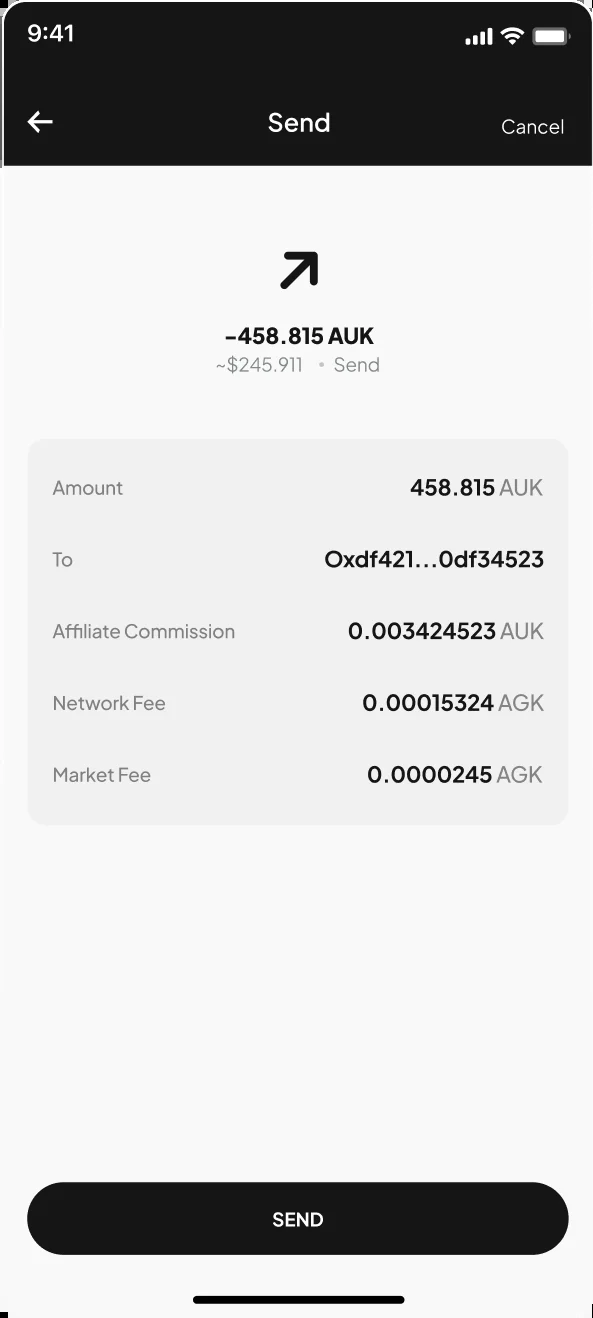 9:41
Send
Cancel
-458.815 AUK
~$245.911 • Send
Amount 458.815 AUK
To Oxdf421...0df34523
Affiliate Commission 0.003424523 AUK
Network Fee 0.00015324 AGK
Market Fee 0.0000245 AGK
SEND